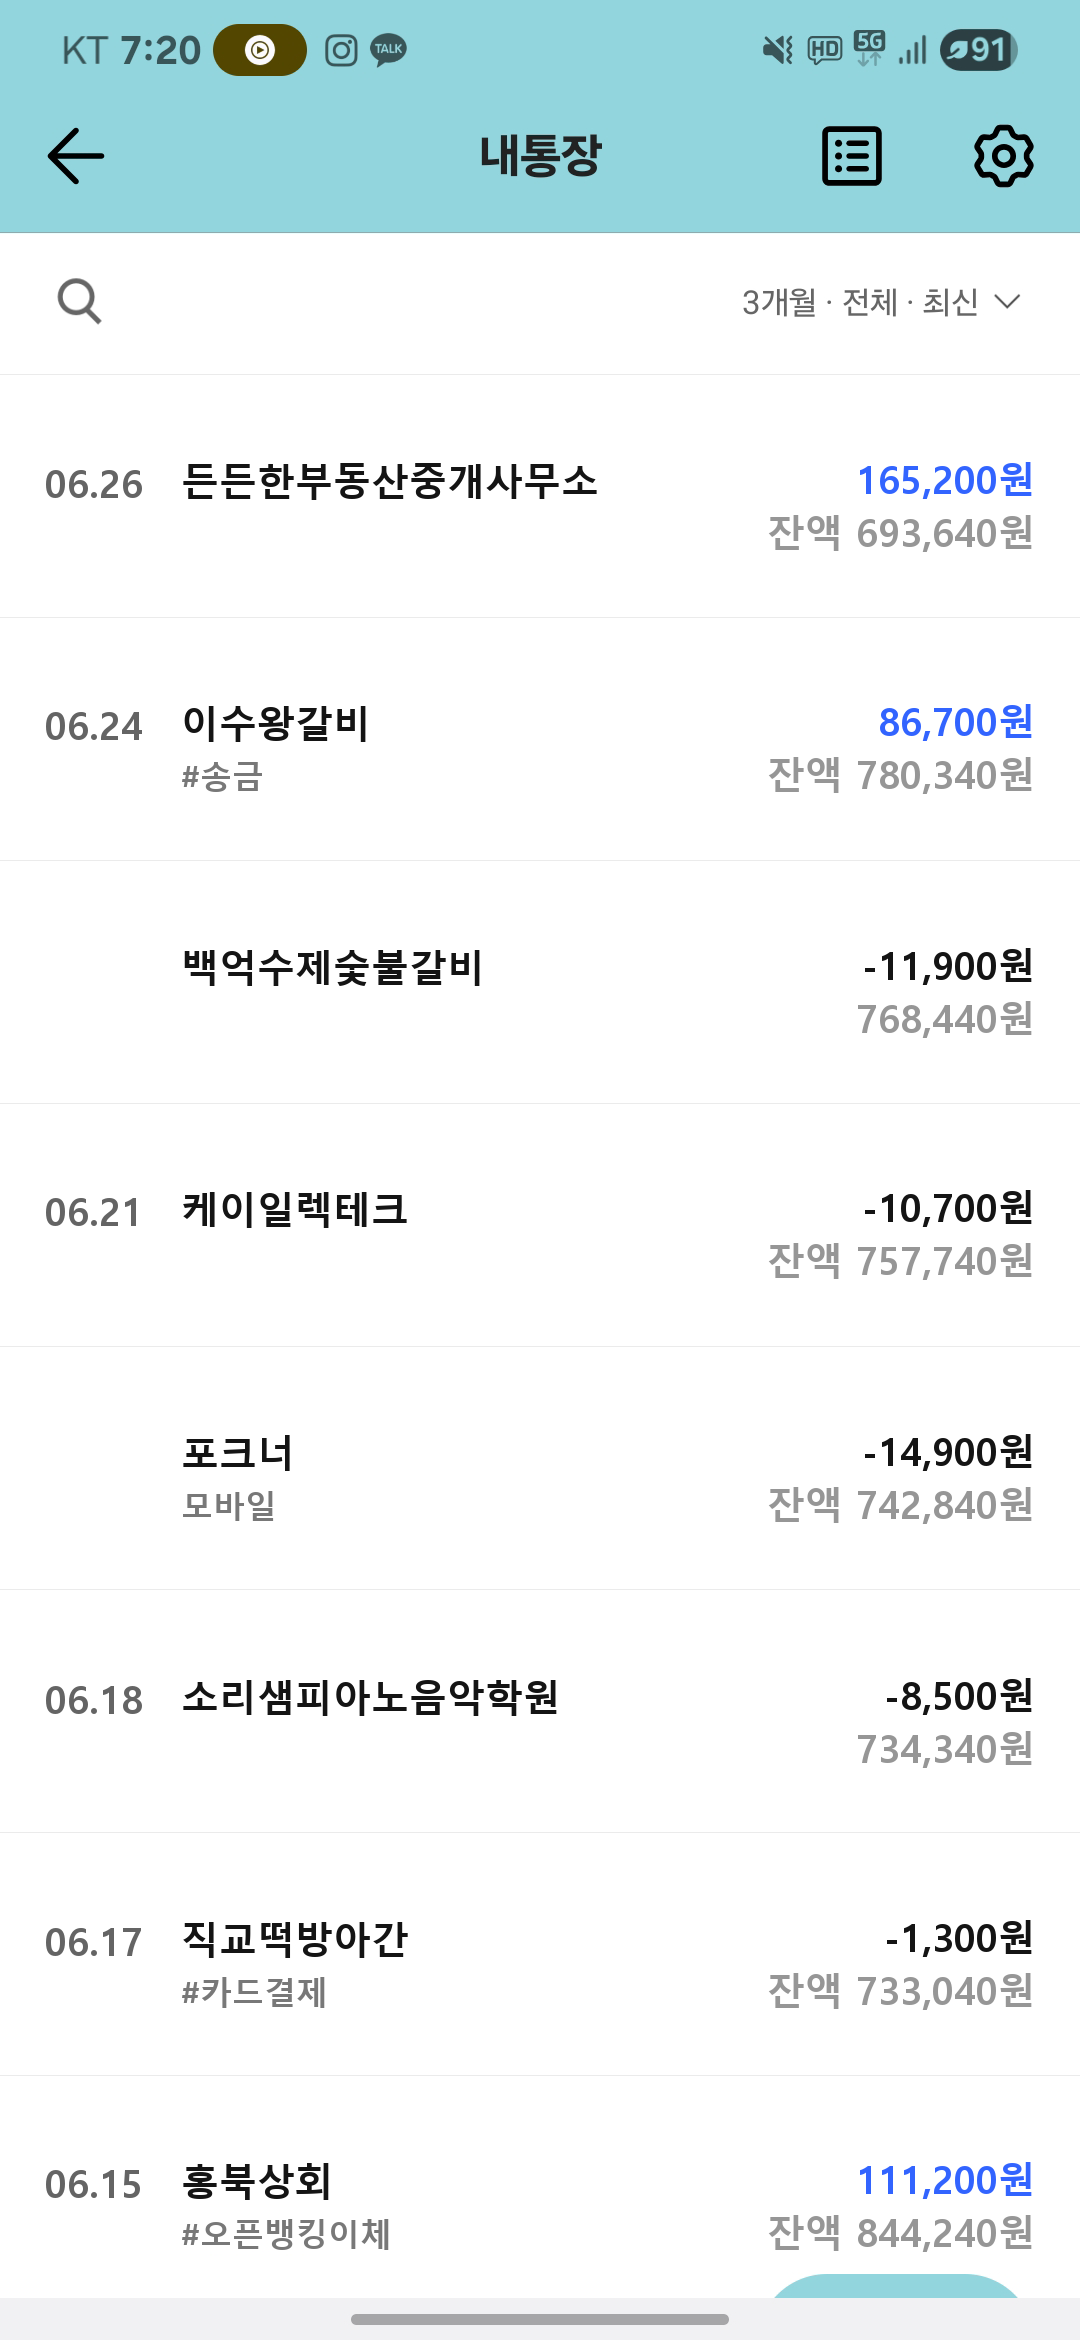 KT 7:20 TALK HD 5G 91
내통장
3개월 · 전체 · 최신
06.26 든든한부동산중개사무소 165,200원
잔액 693,640원
06.24 이수왕갈비 86,700원
#송금 잔액 780,340원
백억수제숯불갈비 -11,900원
768,440원
06.21 케이일렉테크 -10,700원
잔액 757,740원
포크너 -14,900원
모바일 잔액 742,840원
06.18 소리샘피아노음악학원 -8,500원
734,340원
06.17 직교떡방아간 -1,300원
#카드결제 잔액 733,040원
06.15 홍북상회 111,200원
#오픈뱅킹이체 잔액 844,240원